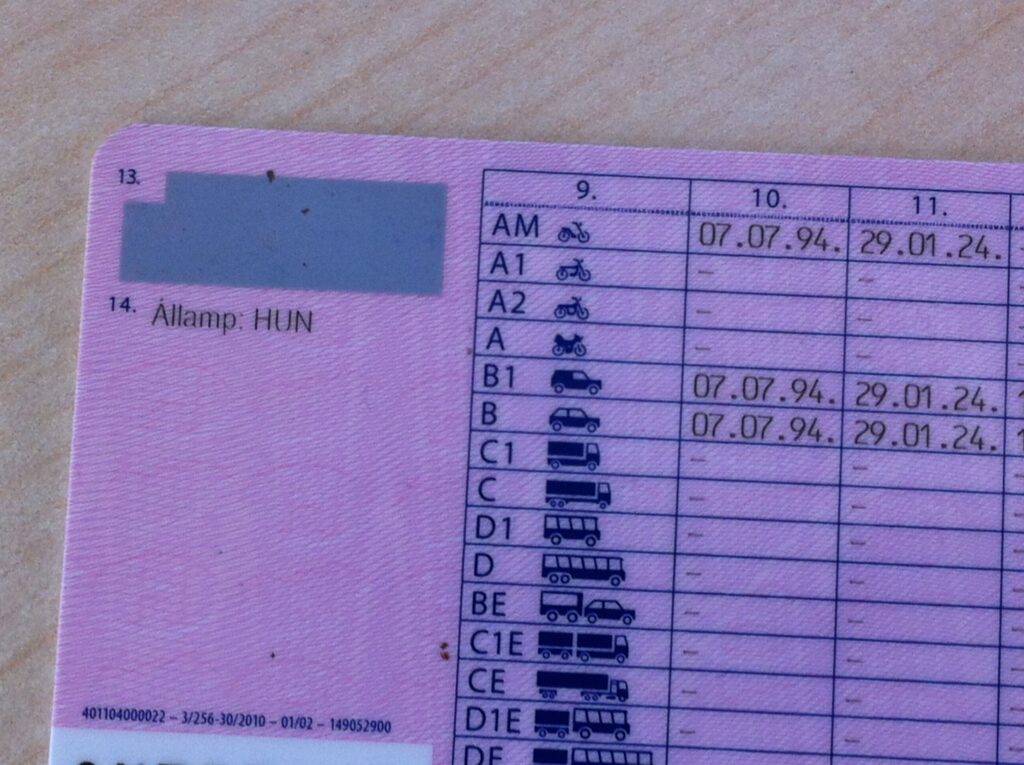 13.
14. Államp: HUN
9. 10. 11.
AM 07.07.94. 29.01.24.
A1 - -
A2 - -
A - -
B1 07.07.94. 29.01.24.
B 07.07.94. 29.01.24.
C1 - -
C - -
D1 - -
D - -
BE - -
C1E - -
CE - -
D1E - -
DE
401104000022 – 3/256-30/2010 – 01/02 – 149052900